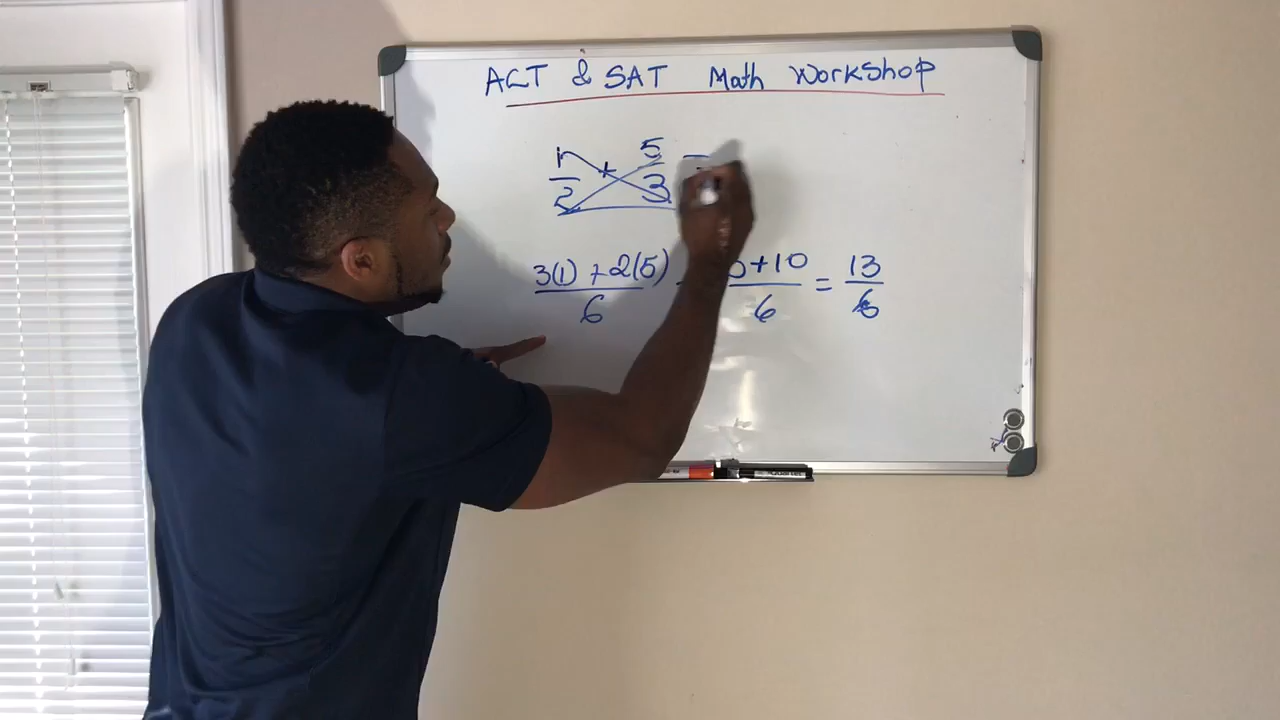 ACT & SAT Math Workshop
1/2 + 5/3 =
3(1) + 2(5) / 6 +10 / 6 = 13/6